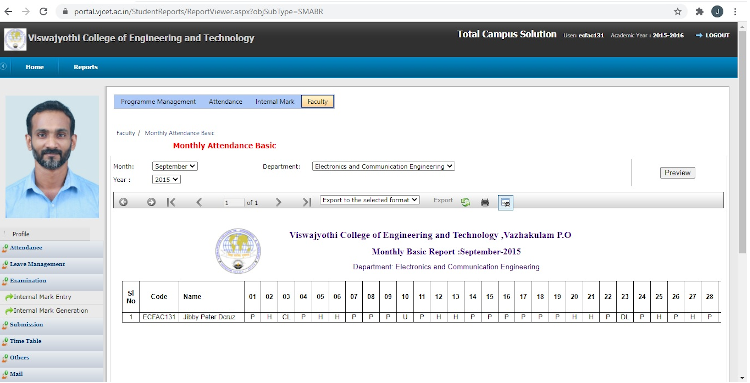 portal.vjcet.ac.in/StudentReports/ReportViewer.aspx?objSubType=SMABR
J
Viswajyothi College of Engineering and Technology
Total Campus Solution User: ecfac131 Academic Year : 2015-2016 LOGOUT
Home Reports
Programme Management Attendance Internal Mark Faculty
Faculty / Monthly Attendance Basic
Monthly Attendance Basic
Month: September Department: Electronics and Communication Engineering
Year : 2015
Preview
1 of 1 Export to the selected format Export
Profile
Attendance
Leave Management
Examination
Internal Mark Entry
Internal Mark Generation
Submission
Time Table
Others
Mail
Viswajyothi College of Engineering and Technology ,Vazhakulam P.O
Monthly Basic Report :September-2015
Department: Electronics and Communication Engineering
Sl No Code Name 01 02 03 04 05 06 07 08 09 10 11 12 13 14 15 16 17 18 19 20 21 22 23 24 25 26 27 28
1 ECFAC131 Jibby PeterPeter P H CL P H H P P P U P H H P P P P P P H H P DL P H P H P